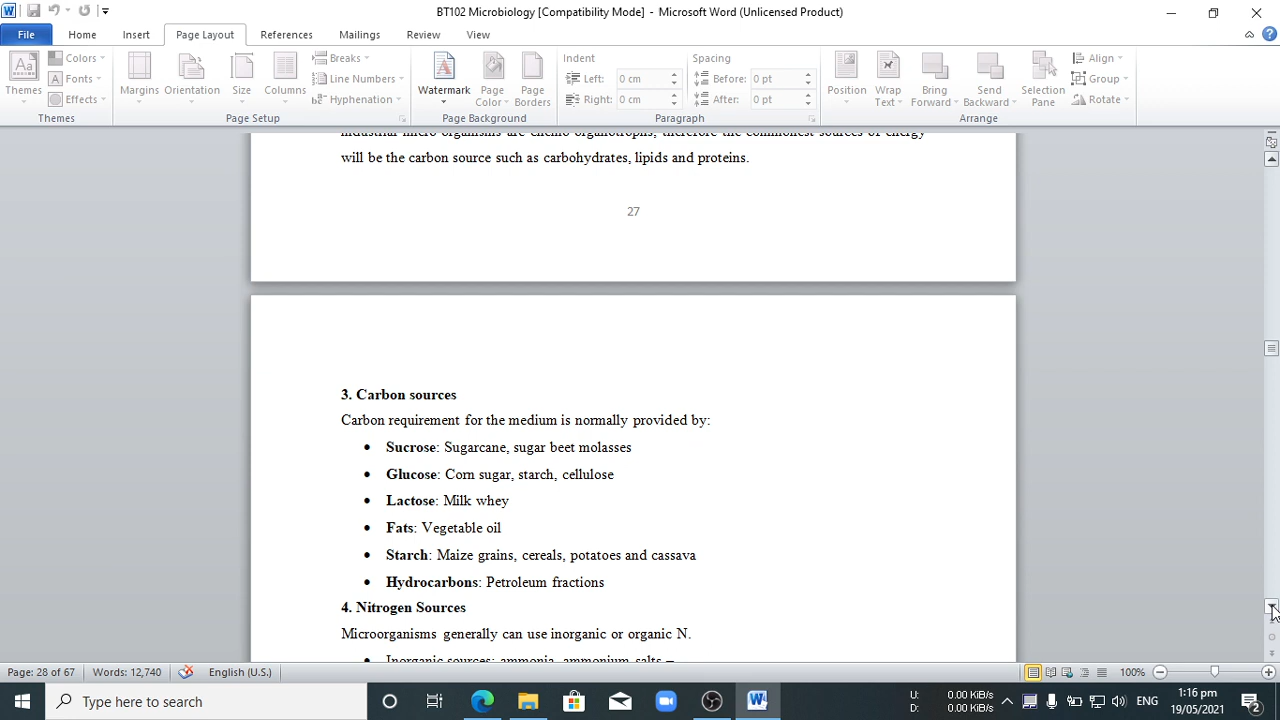 BT102 Microbiology [Compatibility Mode] - Microsoft Word (Unlicensed Product)
File Home Insert Page Layout References Mailings Review View
Themes Colors Fonts Effects
Margins Orientation Size Columns Breaks Line Numbers Hyphenation
Watermark Page Color Page Borders
Indent Left: 0 cm Right: 0 cm
Spacing Before: 0 pt After: 0 pt
Position Wrap Text Bring Forward Send Backward Selection Pane Align Group Rotate
Themes Page Setup Page Background Paragraph Arrange
industrial micro organisms are chemo organotrophs, therefore the commonest sources of energy
will be the carbon source such as carbohydrates, lipids and proteins.
27
3. Carbon sources
Carbon requirement for the medium is normally provided by:
• Sucrose: Sugarcane, sugar beet molasses
• Glucose: Corn sugar, starch, cellulose
• Lactose: Milk whey
• Fats: Vegetable oil
• Starch: Maize grains, cereals, potatoes and cassava
• Hydrocarbons: Petroleum fractions
4. Nitrogen Sources
Microorganisms generally can use inorganic or organic N.
• Inorganic sources: ammonia, ammonium salts –
Page: 28 of 67 Words: 12,740 English (U.S.) 100%
Type here to search
U: 0.00 KiB/s
D: 0.00 KiB/s
ENG
1:16 pm
19/05/2021
2